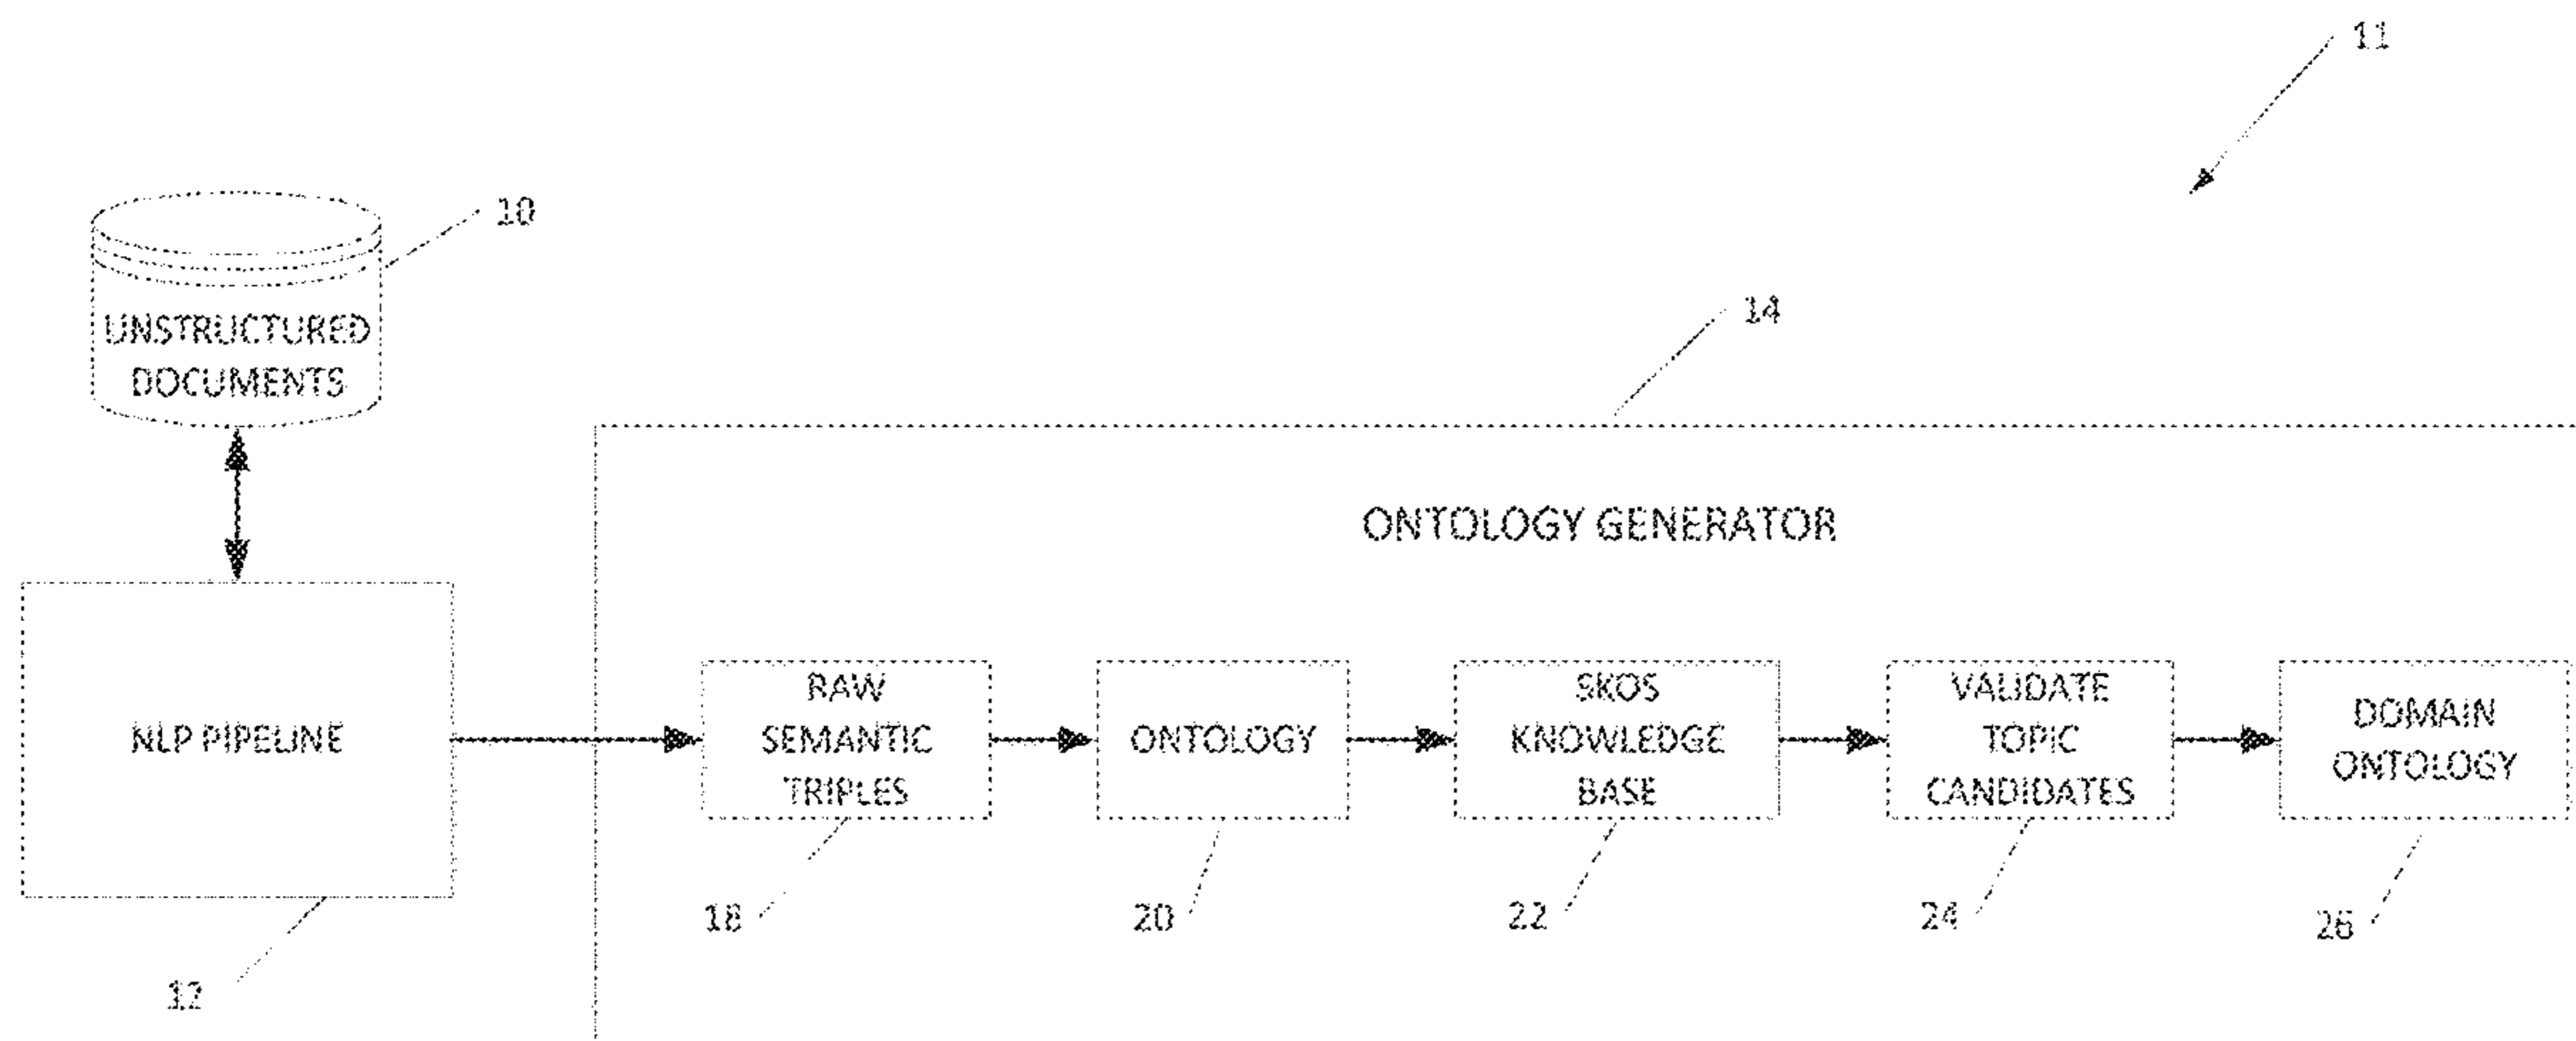 11
10
UNSTRUCTURED
DOCUMENTS
14
ONTOLOGY GENERATOR
NLP PIPELINE
RAW
SEMANTIC
TRIPLES
ONTOLOGY
SKOS
KNOWLEDGE
BASE
VALIDATE
TOPIC
CANDIDATES
DOMAIN
ONTOLOGY
18
20
22
24
26
12